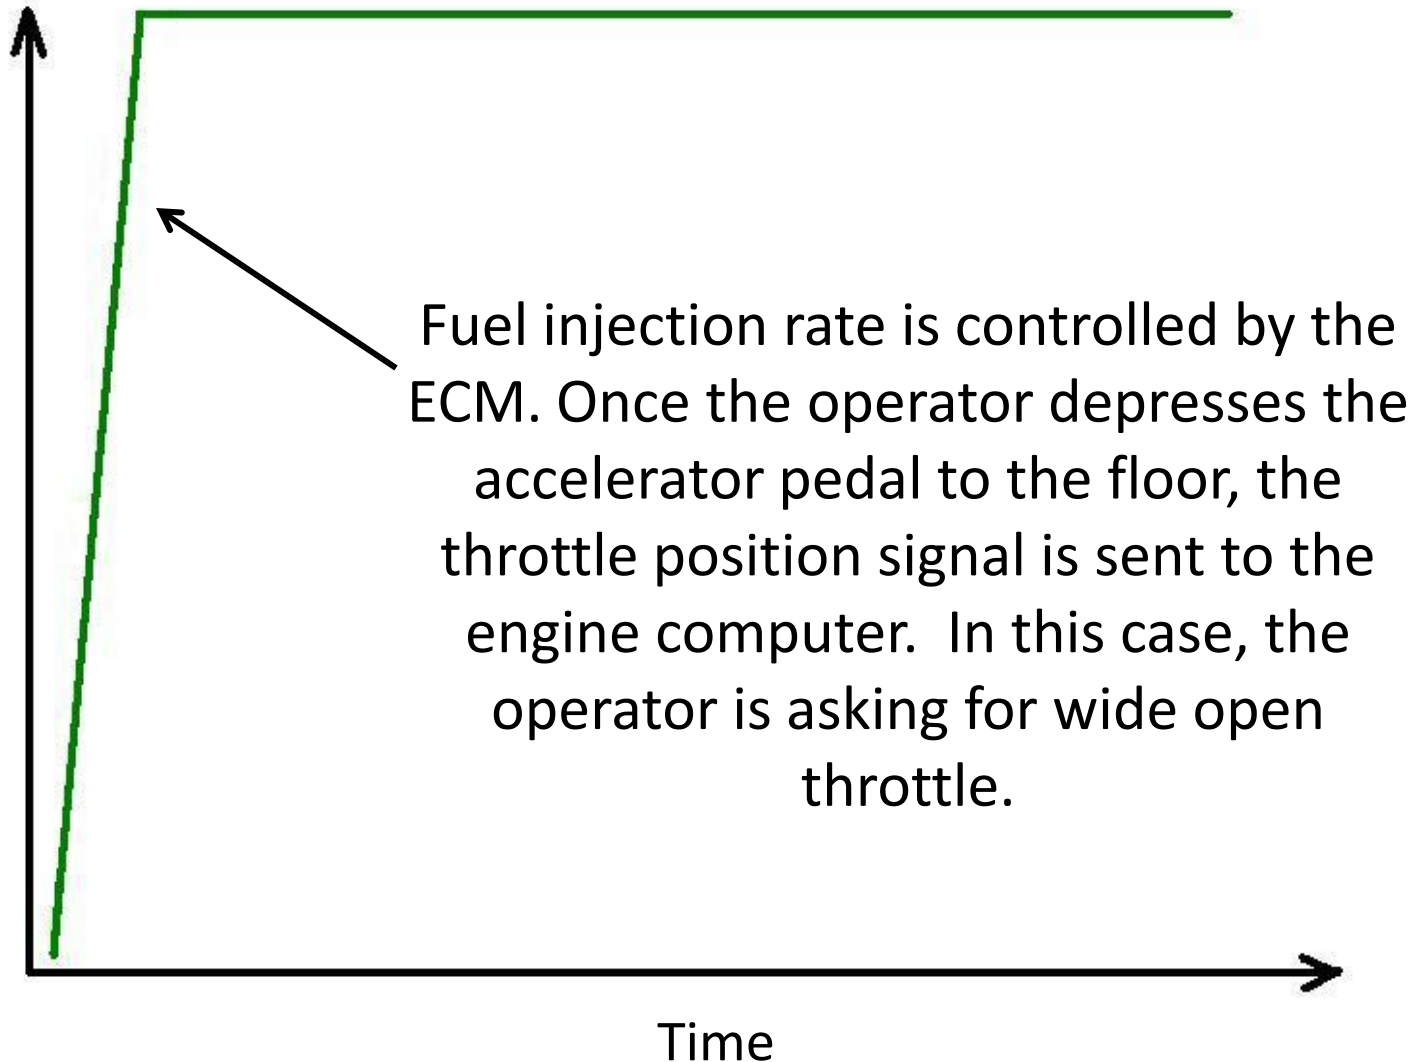 Fuel injection rate is controlled by the
ECM. Once the operator depresses the
accelerator pedal to the floor, the
throttle position signal is sent to the
engine computer.  In this case, the
operator is asking for wide open
throttle.
Time